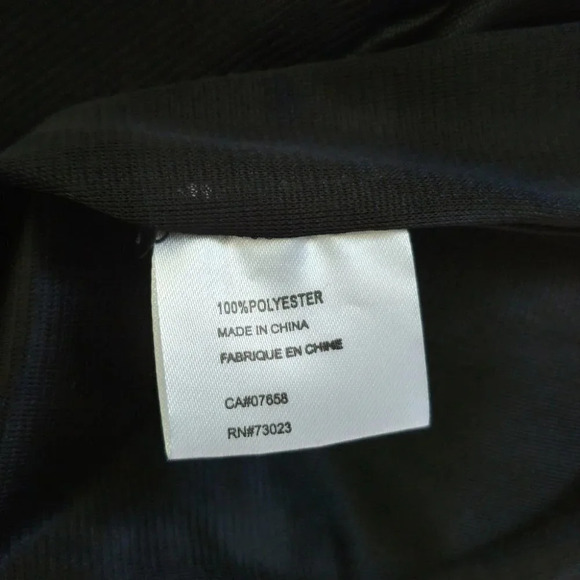 100%POLYESTER
MADE IN CHINA
FABRIQUE EN CHINE
CA#07658
RN#73023